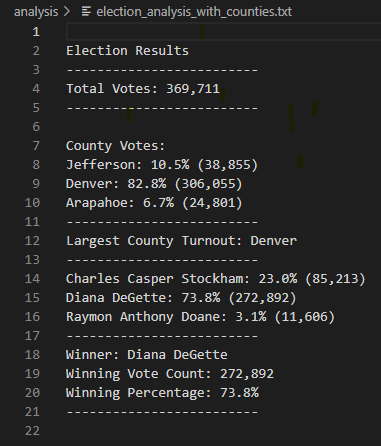 analysis > election_analysis_with_counties.txt
1
2 Election Results
3 -------------------------
4 Total Votes: 369,711
5 -------------------------
6
7 County Votes:
8 Jefferson: 10.5% (38,855)
9 Denver: 82.8% (306,055)
10 Arapahoe: 6.7% (24,801)
11 -------------------------
12 Largest County Turnout: Denver
13 -------------------------
14 Charles Casper Stockham: 23.0% (85,213)
15 Diana DeGette: 73.8% (272,892)
16 Raymon Anthony Doane: 3.1% (11,606)
17 -------------------------
18 Winner: Diana DeGette
19 Winning Vote Count: 272,892
20 Winning Percentage: 73.8%
21 -------------------------
22